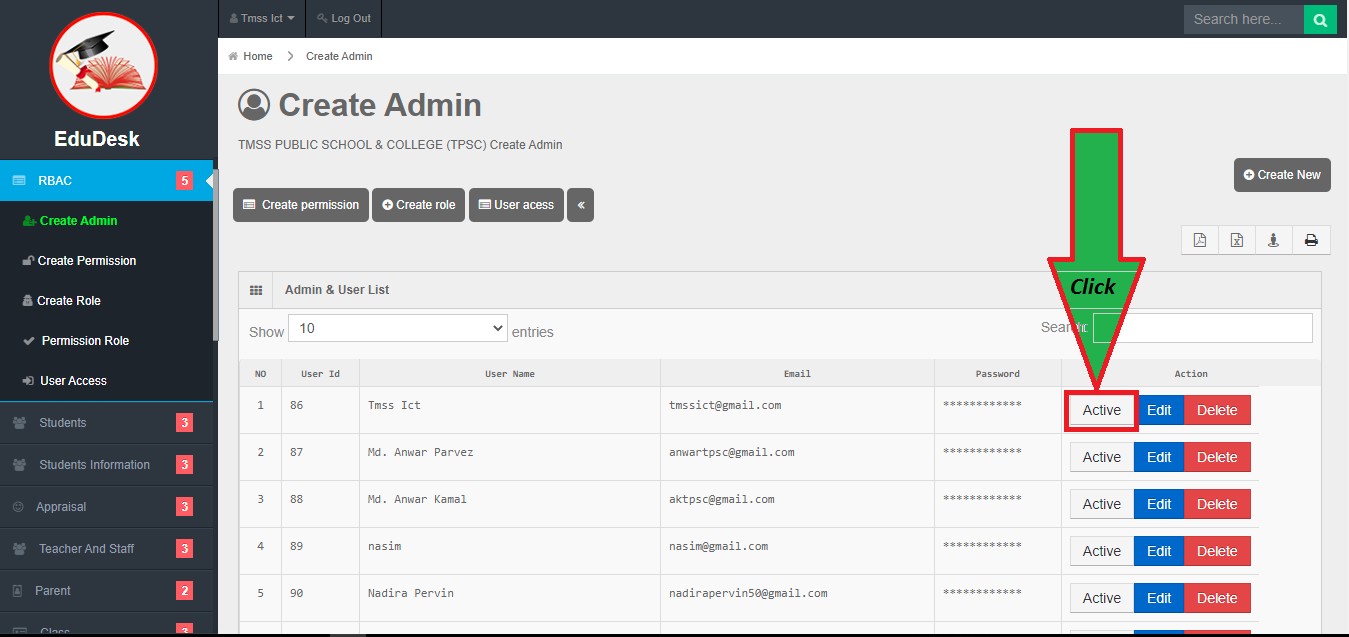 Tmss Ict
Log Out
Search here...
EduDesk
Home
Create Admin
Create Admin
TMSS PUBLIC SCHOOL & COLLEGE (TPSC) Create Admin
Create New
RBAC 5
Create Admin
Create Permission
Create Role
Permission Role
User Access
Students 3
Students Information 3
Appraisal 3
Teacher And Staff 3
Parent 2
Class 3
Create permission
Create role
User acess
«
Click
Admin & User List
Show 10 entries
Search:
NO User Id User Name Email Password Action
1 86 Tmss Ict tmssict@gmail.com ************ Active Edit Delete
2 87 Md. Anwar Parvez anwartpsc@gmail.com ************ Active Edit Delete
3 88 Md. Anwar Kamal aktpsc@gmail.com ************ Active Edit Delete
4 89 nasim nasim@gmail.com ************ Active Edit Delete
5 90 Nadira Pervin nadirapervin50@gmail.com ************ Active Edit Delete